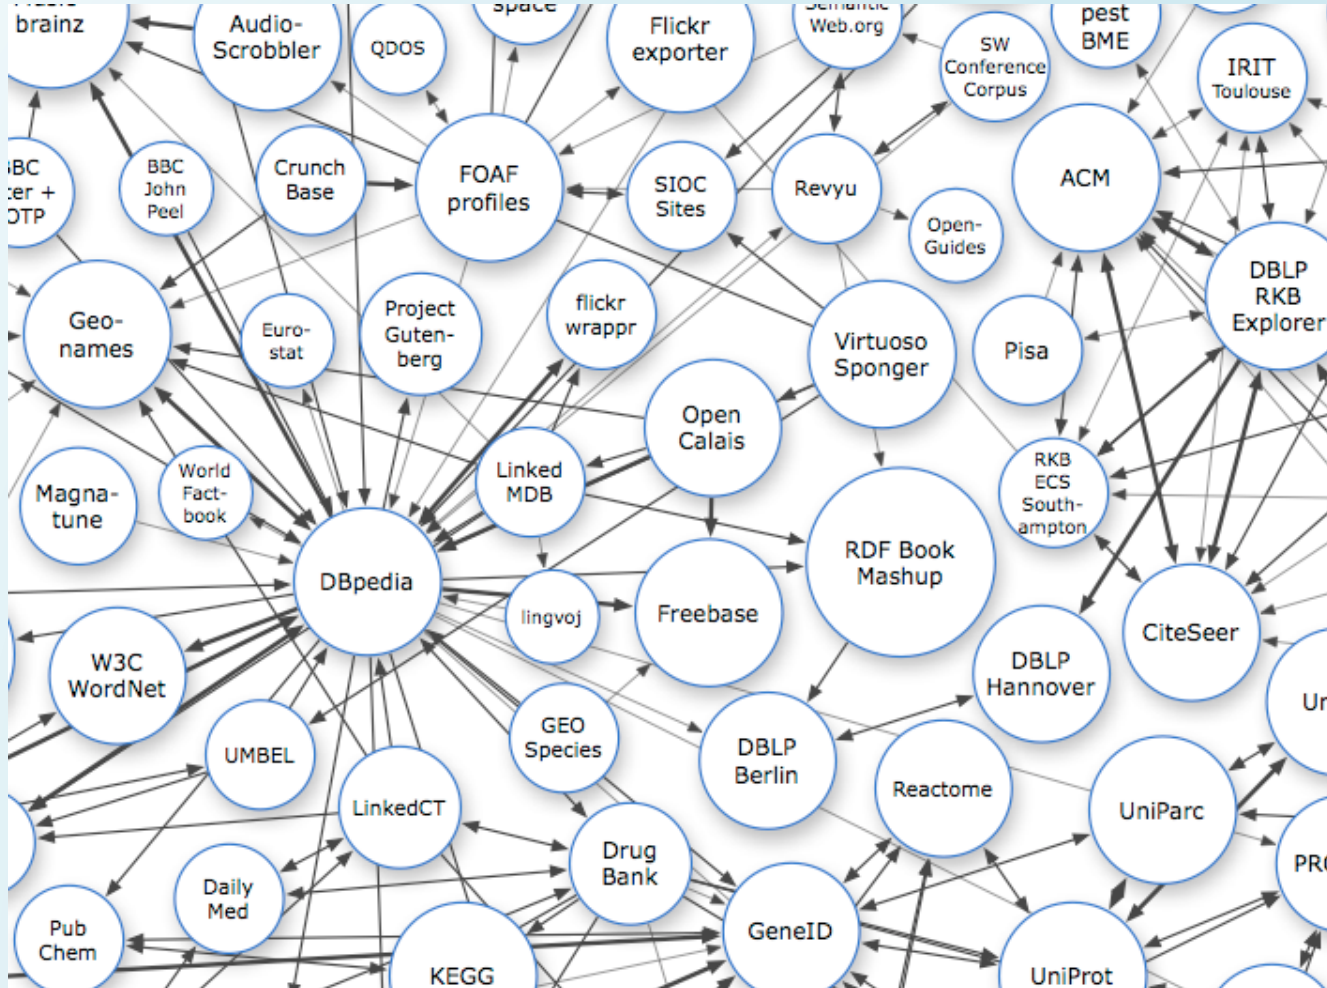 brainz
Audio-
Scrobbler
QDOS
space
Flickr
exporter
Semantic
Web.org
SW
Conference
Corpus
pest
BME
IRIT
Toulouse
BBC
John
Peel
Crunch
Base
FOAF
profiles
SIOC
Sites
Revyu
Open-
Guides
ACM
DBLP
RKB
Explorer
Geo-
names
Euro-
stat
Project
Guten-
berg
flickr
wrappr
Virtuoso
Sponger
Pisa
Open
Calais
Linked
MDB
Magna-
tune
World
Fact-
book
RKB
ECS
South-
ampton
DBpedia
lingvoj
Freebase
RDF Book
Mashup
CiteSeer
W3C
WordNet
DBLP
Hannover
UMBEL
GEO
Species
DBLP
Berlin
Reactome
UniParc
LinkedCT
Drug
Bank
Daily
Med
Pub
Chem
KEGG
GeneID
UniProt